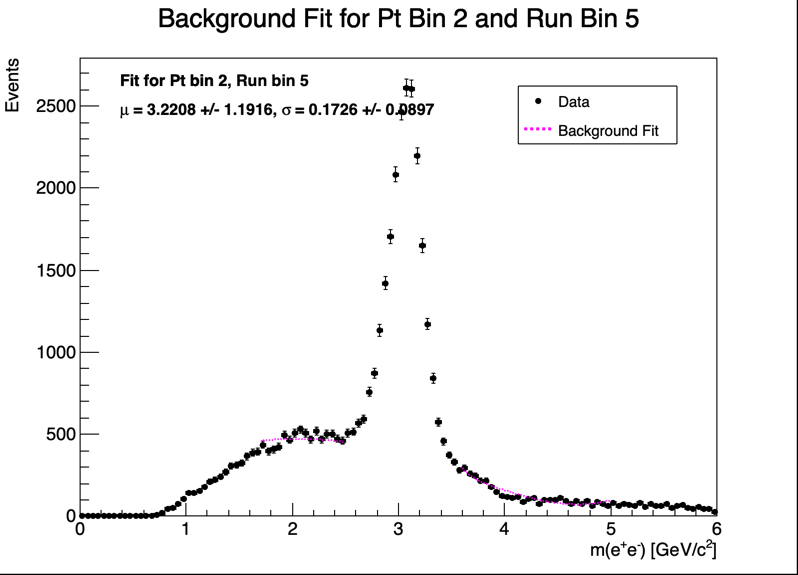 Background Fit for Pt Bin 2 and Run Bin 5
Events
Fit for Pt bin 2, Run bin 5
μ = 3.2208 +/- 1.1916, σ = 0.1726 +/- 0.0897
Data
Background Fit
2500
2000
1500
1000
500
0
0 1 2 3 4 5 6
m(e⁺e⁻) [GeV/c²]